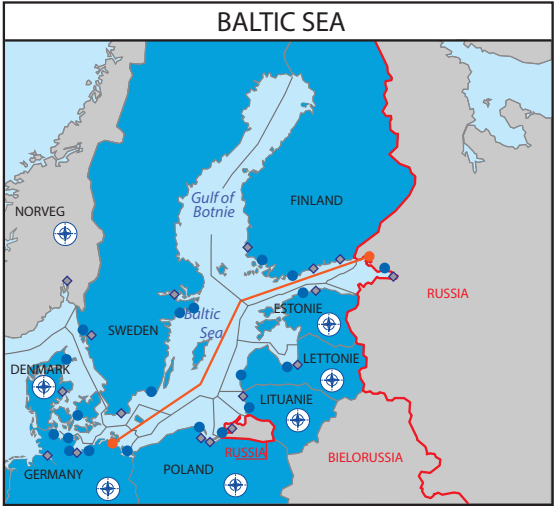 BALTIC SEA
Gulf of
Botnie
FINLAND
NORVEG
RUSSIA
ESTONIE
Baltic
Sea
SWEDEN
LETTONIE
DENMARK
LITUANIE
RUSSIA
BIELORUSSIA
POLAND
GERMANY